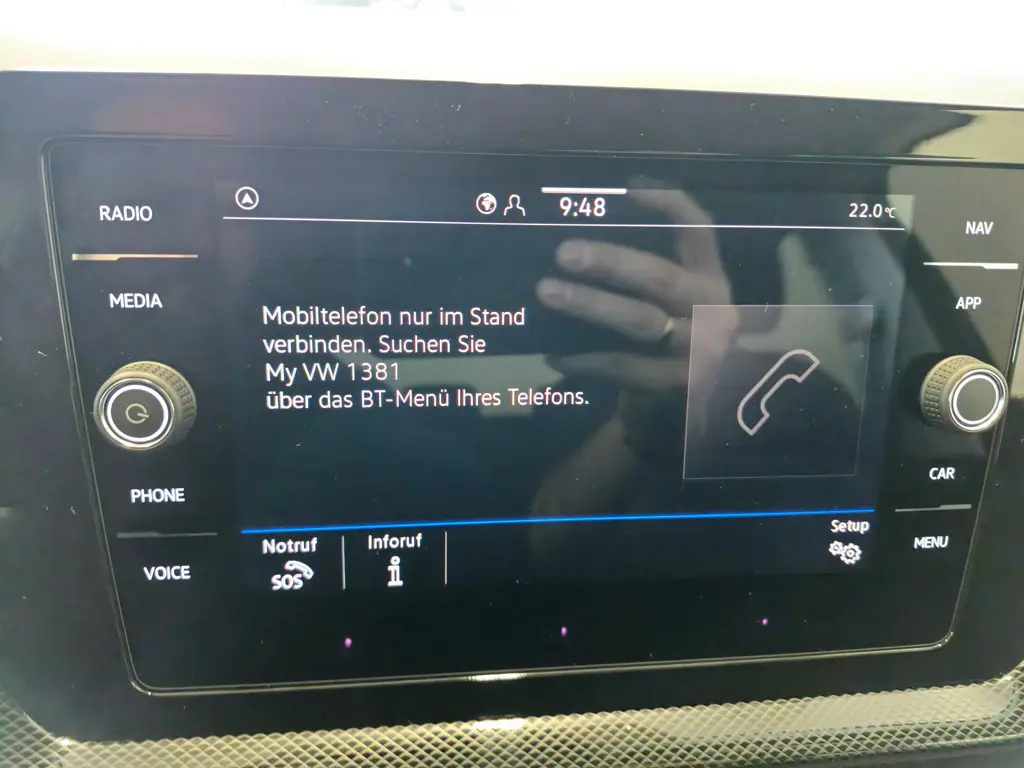 9:48
22.0°C
RADIO
MEDIA
PHONE
VOICE
Mobiltelefon nur im Stand
verbinden. Suchen Sie
My VW 1381
über das BT-Menü Ihres Telefons.
Notruf
SOS
Inforuf
i
Setup
NAV
APP
CAR
MENU